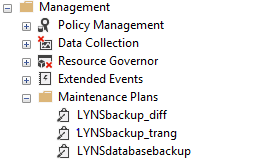 Management
Policy Management
Data Collection
Resource Governor
Extended Events
Maintenance Plans
LYNSbackup_diff
LYNSbackup_trang
LYNSdatabasebackup